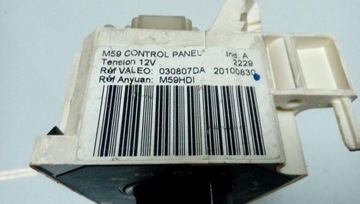 M59 CONTROL PANEL Ind: A
Tension 12V 2229
Réf VALEO: 030807DA 20100830
Réf Anyuan: M59HDI